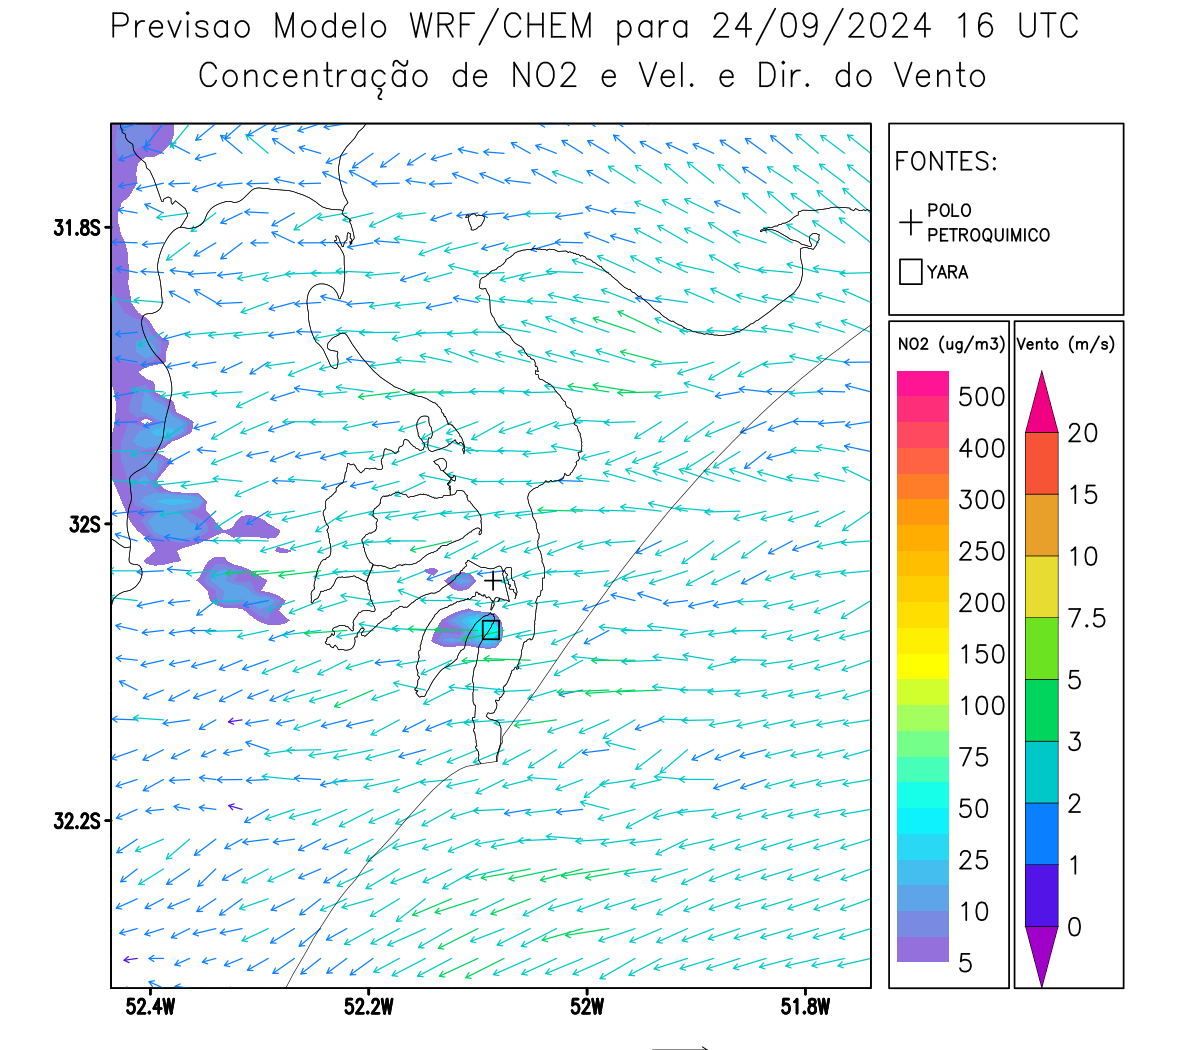 Previsao Modelo WRF/CHEM para 24/09/2024 16 UTC
Concentração de NO2 e Vel. e Dir. do Vento
FONTES:
POLO
PETROQUIMICO
YARA
NO2 (ug/m3)
500
400
300
250
200
150
100
75
50
25
10
5
Vento (m/s)
20
15
10
7.5
5
3
2
1
0
31.8S
32S
32.2S
52.4W
52.2W
52W
51.8W